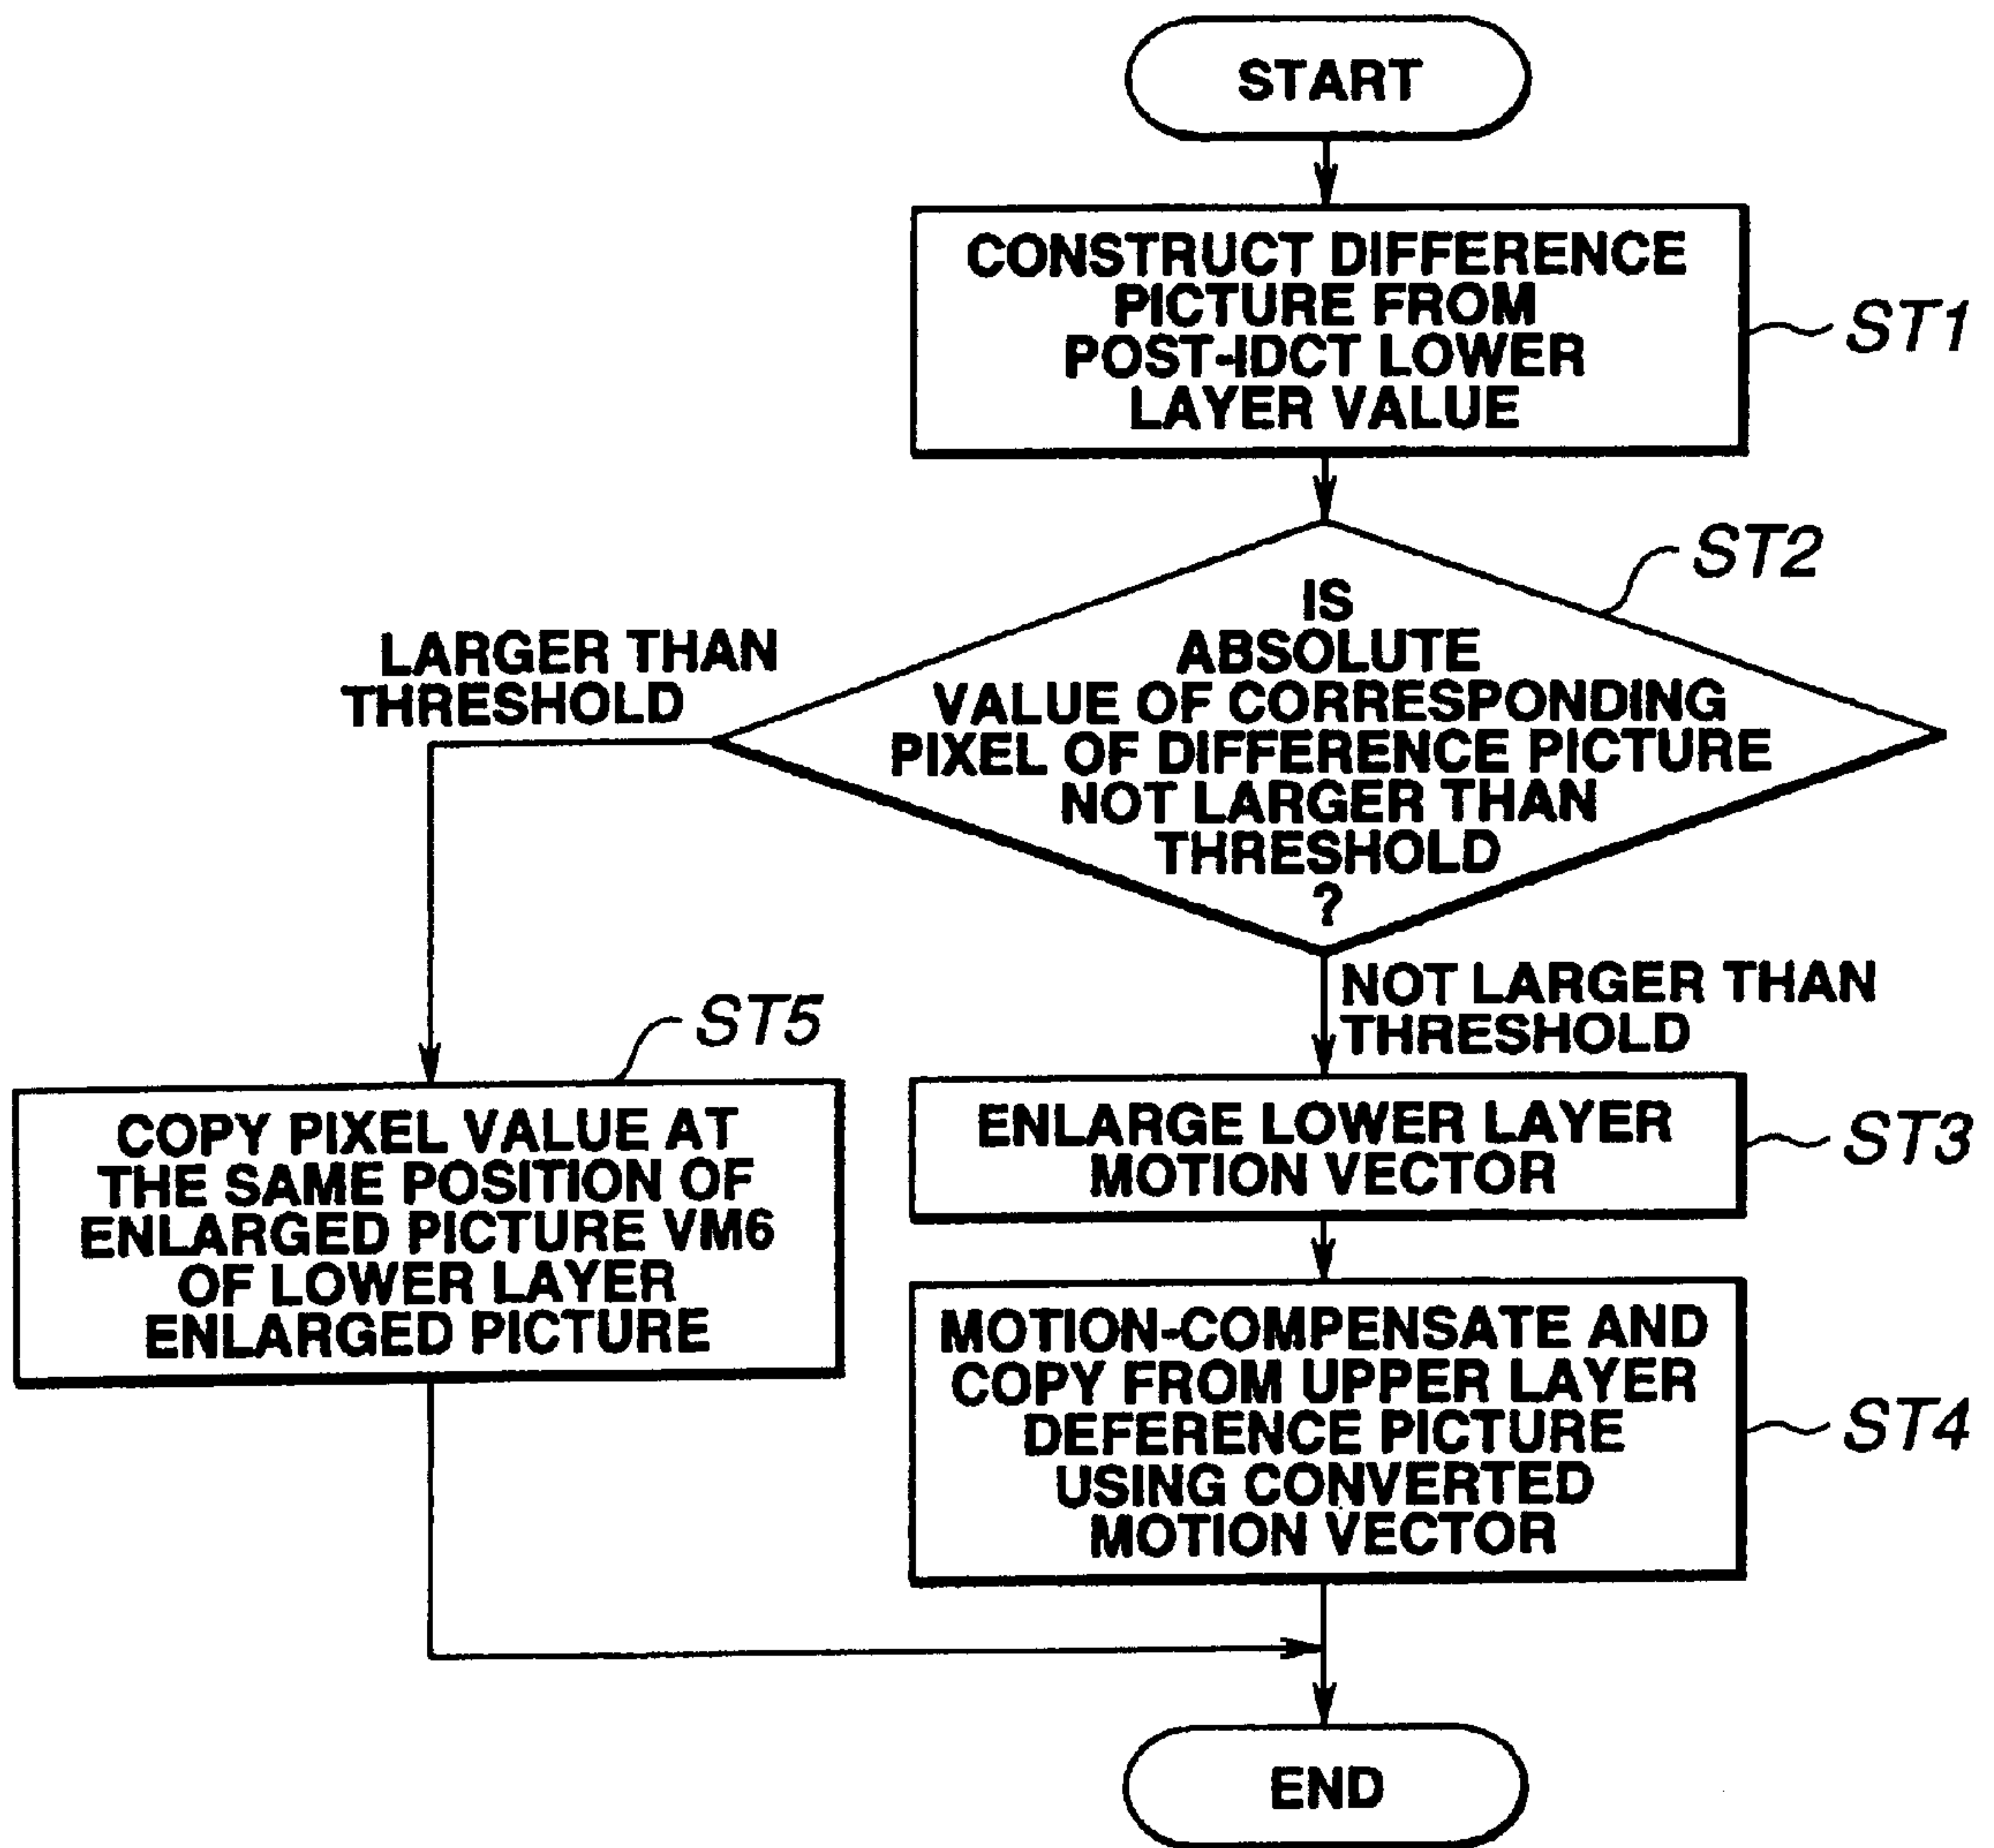 START
CONSTRUCT DIFFERENCE
PICTURE FROM
POST-IDCT LOWER
LAYER VALUE
ST1
ST2
IS
ABSOLUTE
VALUE OF CORRESPONDING
PIXEL OF DIFFERENCE PICTURE
NOT LARGER THAN
THRESHOLD
?
LARGER THAN
THRESHOLD
NOT LARGER THAN
THRESHOLD
ST5
COPY PIXEL VALUE AT
THE SAME POSITION OF
ENLARGED PICTURE VM6
OF LOWER LAYER
ENLARGED PICTURE
ENLARGE LOWER LAYER
MOTION VECTOR
ST3
MOTION-COMPENSATE AND
COPY FROM UPPER LAYER
DEFERENCE PICTURE
USING CONVERTED
MOTION VECTOR
ST4
END